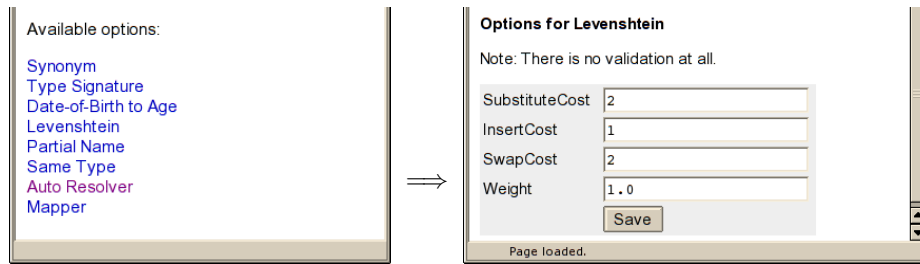 Available options:
Synonym
Type Signature
Date-of-Birth to Age
Levenshtein
Partial Name
Same Type
Auto Resolver
Mapper
⟹
Options for Levenshtein
Note: There is no validation at all.
SubstituteCost 2
InsertCost 1
SwapCost 2
Weight 1.0
Save
Page loaded.